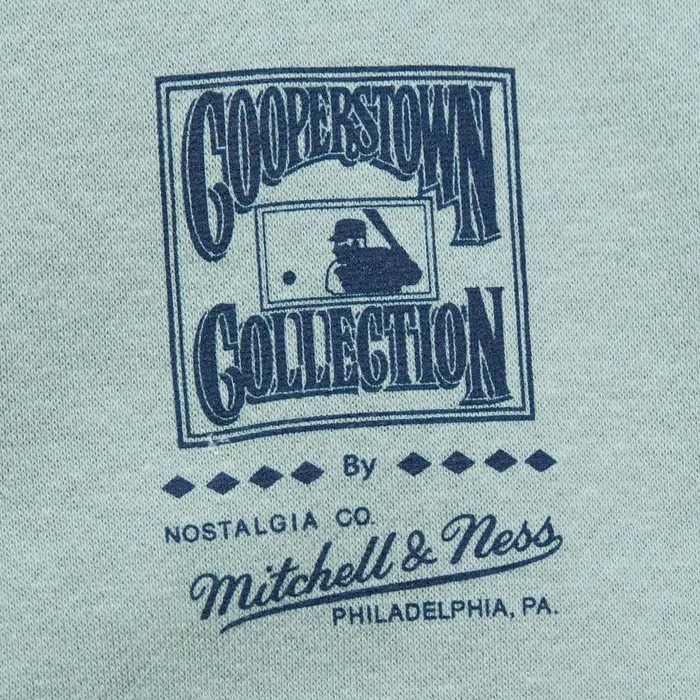 COOPERSTOWN
COLLECTION
By
NOSTALGIA CO.
Mitchell & Ness
PHILADELPHIA, PA.